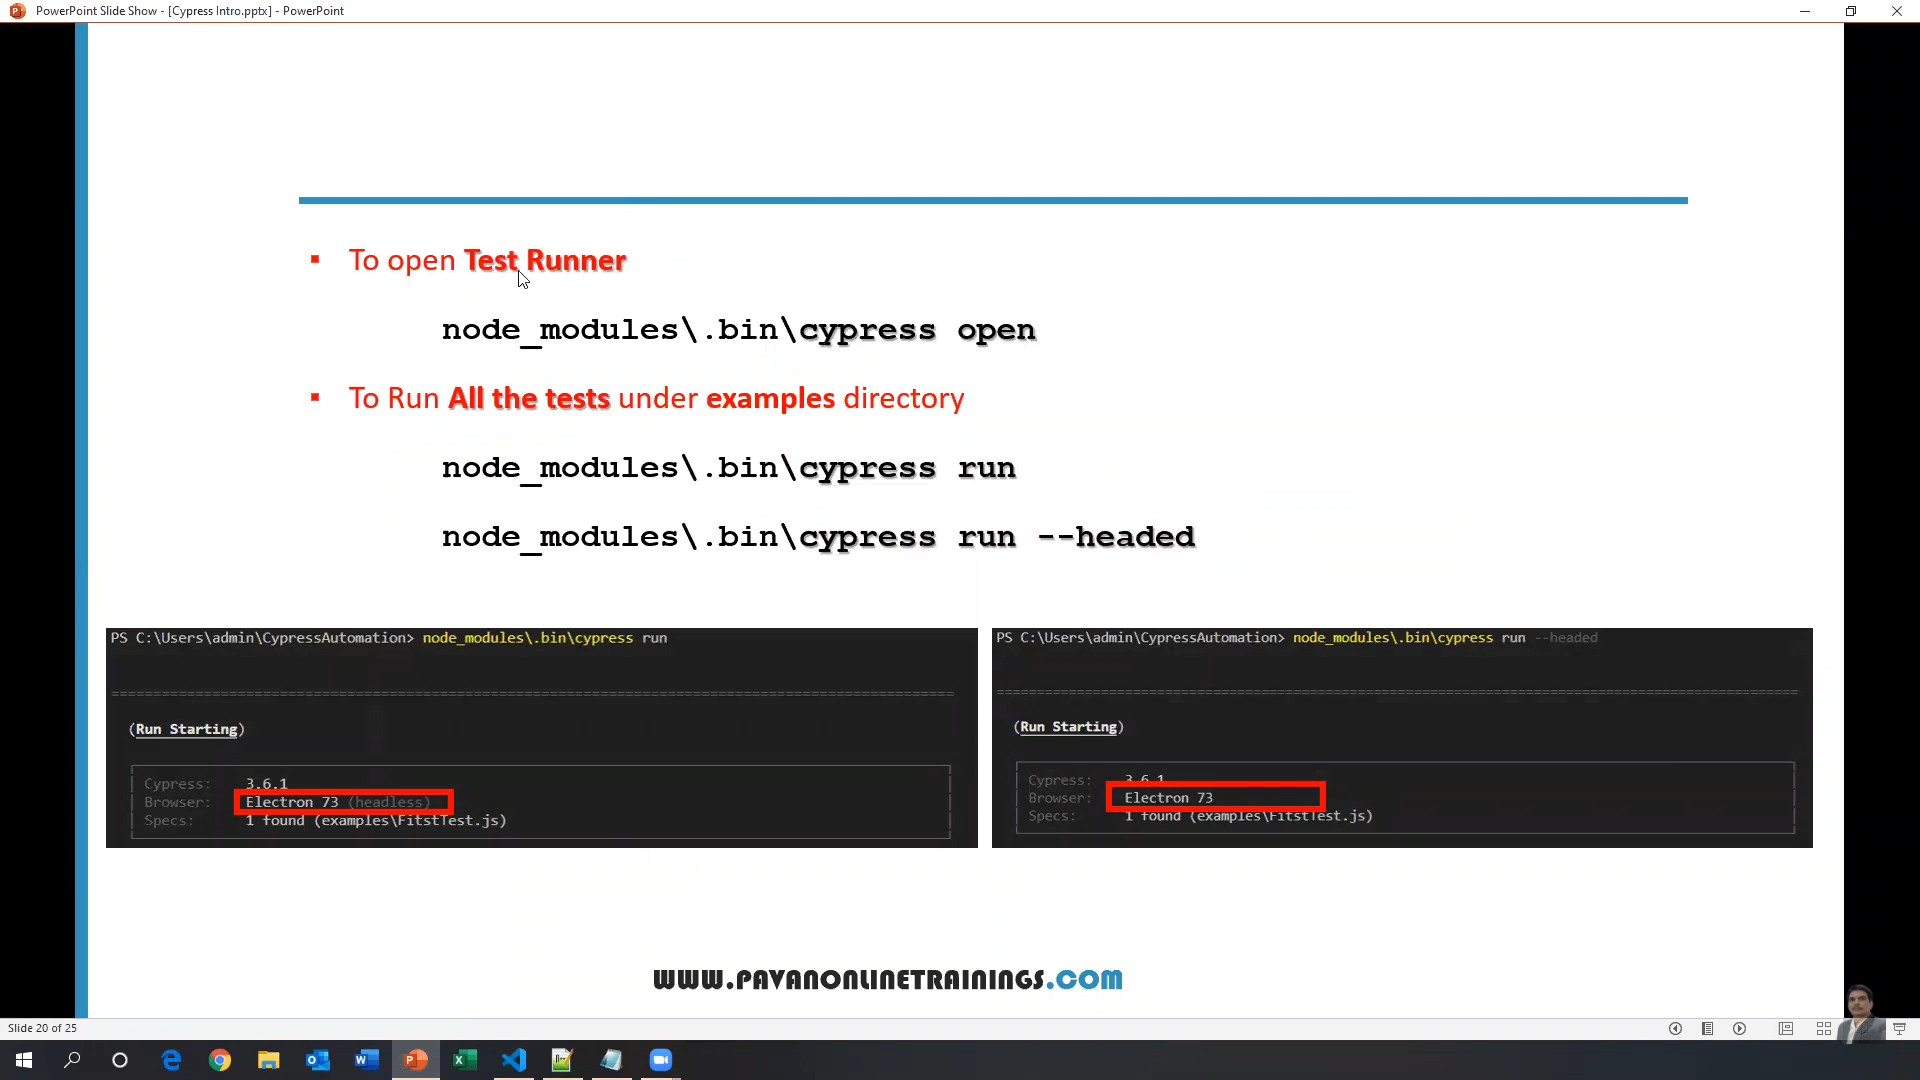 PowerPoint Slide Show - [Cypress Intro.pptx] - PowerPoint
▪ To open Test Runner
node_modules\.bin\cypress open
▪ To Run All the tests under examples directory
node_modules\.bin\cypress run
node_modules\.bin\cypress run --headed
PS C:\Users\admin\CypressAutomation> node_modules\.bin\cypress run
(Run Starting)
Cypress: 3.6.1
Browser: Electron 73 (headless)
Specs: 1 found (examples\FitstTest.js)
PS C:\Users\admin\CypressAutomation> node_modules\.bin\cypress run --headed
(Run Starting)
Cypress: 3.6.1
Browser: Electron 73
Specs: 1 found (examples\FitstTest.js)
WWW.PAVANONLINETRAININGS.COM
Slide 20 of 25